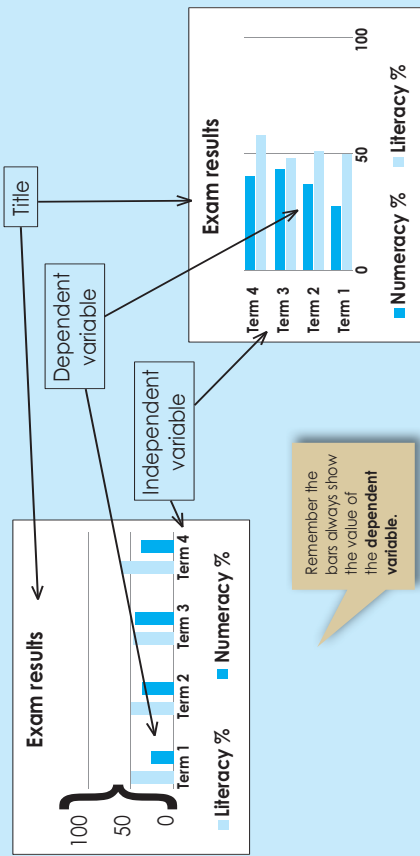 Title
Dependent
variable
Independent
variable
Exam results
100
50
0
Term 1
Term 2
Term 3
Term 4
Literacy %
Numeracy %
Exam results
Term 4
Term 3
Term 2
Term 1
0
50
100
Numeracy %
Literacy %
Remember the
bars always show
the value of
the dependent
variable.